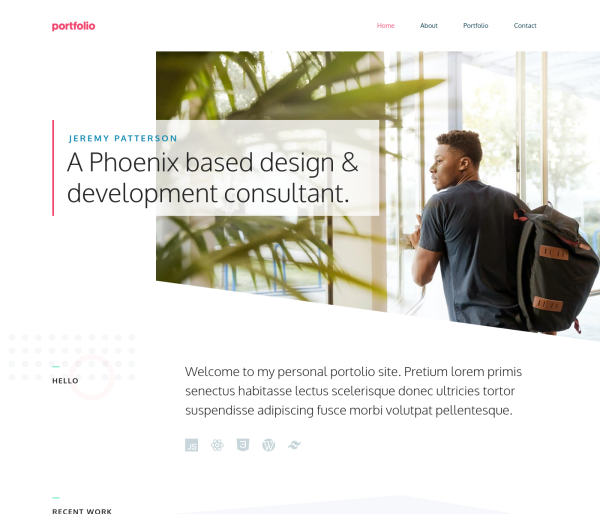 portfolio
Home About Portfolio Contact
JEREMY PATTERSON
A Phoenix based design &
development consultant.
HELLO
Welcome to my personal portolio site. Pretium lorem primis
senectus habitasse lectus scelerisque donec ultricies tortor
suspendisse adipiscing fusce morbi volutpat pellentesque.
JS
RECENT WORK